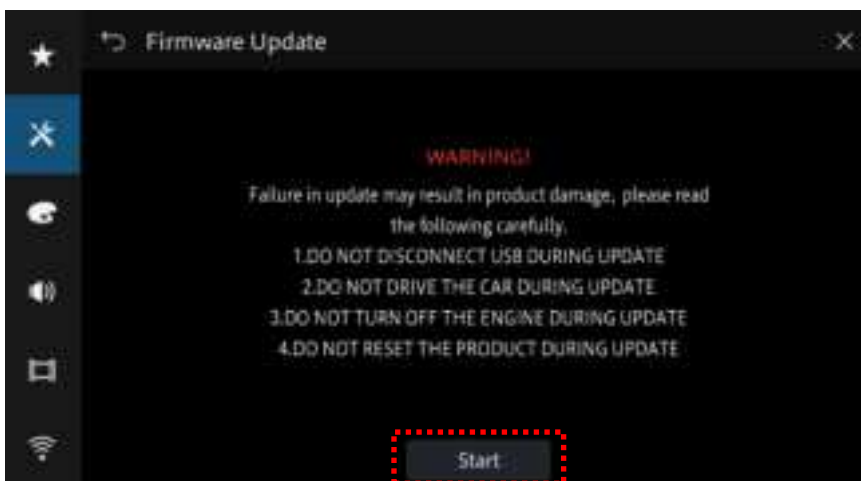 Firmware Update
WARNING!
Failure in update may result in product damage, please read
the following carefully.
1.DO NOT DISCONNECT USB DURING UPDATE
2.DO NOT DRIVE THE CAR DURING UPDATE
3.DO NOT TURN OFF THE ENGINE DURING UPDATE
4.DO NOT RESET THE PRODUCT DURING UPDATE
Start